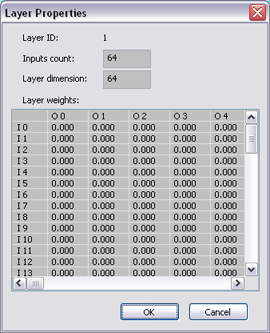 Layer Properties
Layer ID: 1
Inputs count: 64
Layer dimension: 64
Layer weights:
O 0 O 1 O 2 O 3 O 4
I 0 0.000 0.000 0.000 0.000 0.000
I 1 0.000 0.000 0.000 0.000 0.000
I 2 0.000 0.000 0.000 0.000 0.000
I 3 0.000 0.000 0.000 0.000 0.000
I 4 0.000 0.000 0.000 0.000 0.000
I 5 0.000 0.000 0.000 0.000 0.000
I 6 0.000 0.000 0.000 0.000 0.000
I 7 0.000 0.000 0.000 0.000 0.000
I 8 0.000 0.000 0.000 0.000 0.000
I 9 0.000 0.000 0.000 0.000 0.000
I 10 0.000 0.000 0.000 0.000 0.000
I 11 0.000 0.000 0.000 0.000 0.000
I 12 0.000 0.000 0.000 0.000 0.000
I 13 0.000 0.000 0.000 0.000 0.000
OK Cancel